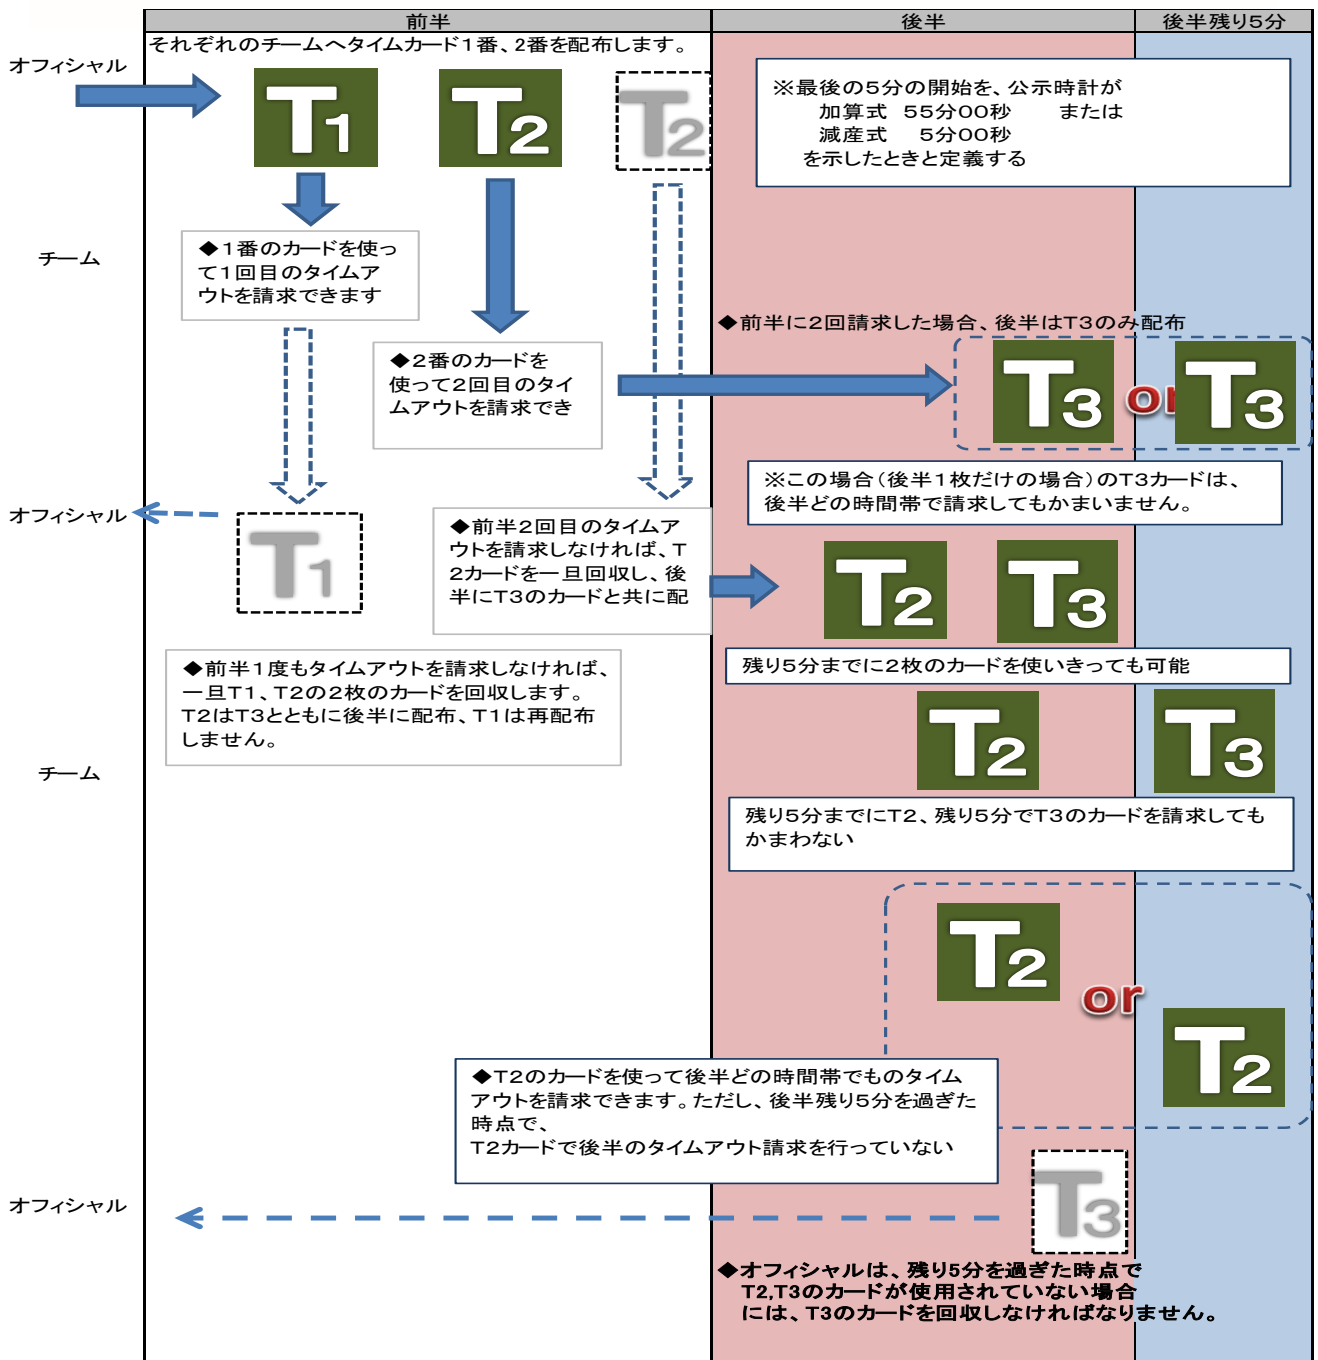 前半
後半
後半残り5分
それぞれのチームへタイムカード1番、2番を配布します。
オフィシャル
T1
T2
T2
※最後の5分の開始を、公示時計が
加算式 55分00秒 または
減産式 5分00秒
を示したときと定義する
チーム
◆1番のカードを使っ
て1回目のタイムア
ウトを請求できます
◆前半に2回請求した場合、後半はT3のみ配布
◆2番のカードを
使って2回目のタイ
ムアウトを請求でき
T3
or
T3
※この場合(後半1枚だけの場合)のT3カードは、
後半どの時間帯で請求してもかまいません。
オフィシャル
T1
◆前半2回目のタイムア
ウトを請求しなければ、T
2カードを一旦回収し、後
半にT3のカードと共に配
T2
T3
残り5分までに2枚のカードを使いきっても可能
◆前半1度もタイムアウトを請求しなければ、
一旦T1、T2の2枚のカードを回収します。
T2はT3とともに後半に配布、T1は再配布
しません。
チーム
T2
T3
残り5分までにT2、残り5分でT3のカードを請求しても
かまわない
T2
or
T2
◆T2のカードを使って後半どの時間帯でものタイム
アウトを請求できます。ただし、後半残り5分を過ぎた
時点で、
T2カードで後半のタイムアウト請求を行っていない
オフィシャル
T3
◆オフィシャルは、残り5分を過ぎた時点で
T2,T3のカードが使用されていない場合
には、T3のカードを回収しなければなりません。